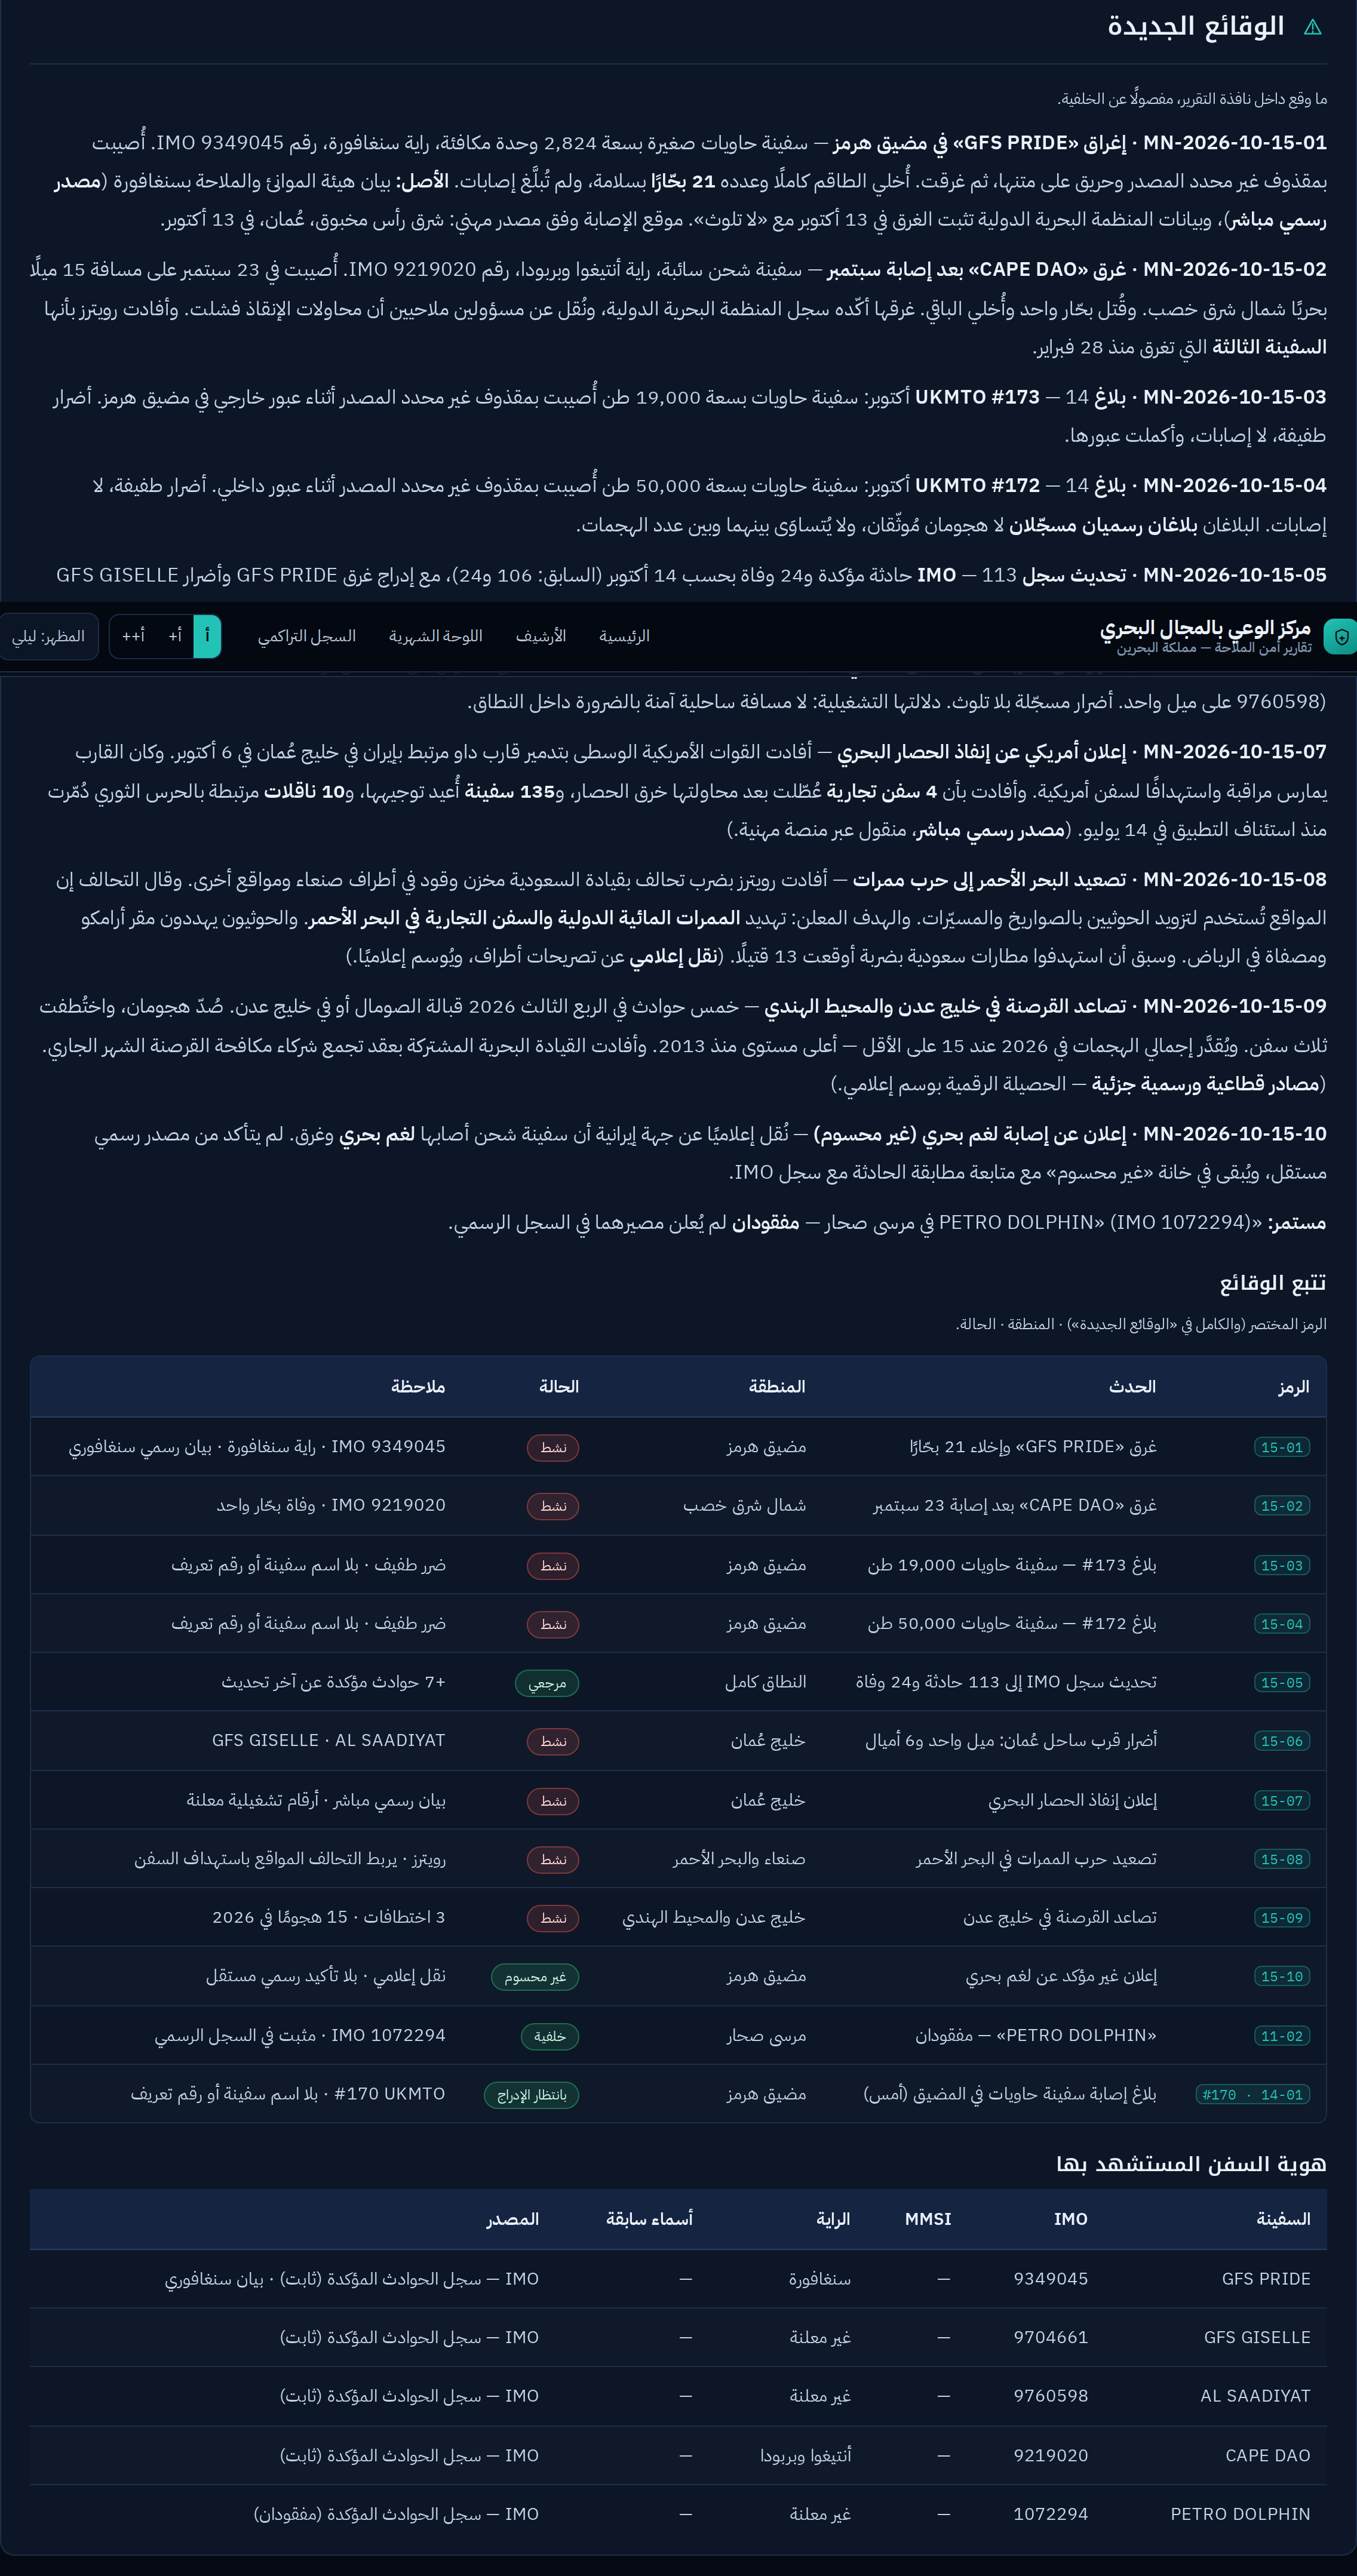 الوقائع الجديدة
ما وقع داخل نافذة التقرير، مفصولًا عن الخلفية.
MN-2026-10-15-01 · إغراق «GFS PRIDE» في مضيق هرمز — سفينة حاويات صغيرة بسعة 2,824 وحدة مكافئة، راية سنغافورة، رقم IMO 9349045. أُصيبت
بمقذوف غير محدد المصدر وحريق على متنها، ثم غرقت. أُخلي الطاقم كاملًا وعدده 21 بحّارًا بسلامة، ولم تُبلَّغ إصابات. الأصل: بيان هيئة الموانئ والملاحة بسنغافورة (مصدر
رسمي مباشر)، وبيانات المنظمة البحرية الدولية تثبت الغرق في 13 أكتوبر مع «لا تلوث». موقع الإصابة وفق مصدر مهني: شرق رأس مخبوق، عُمان، في 13 أكتوبر.
MN-2026-10-15-02 · غرق «CAPE DAO» بعد إصابة سبتمبر — سفينة شحن سائبة، راية أنتيغوا وبربودا، رقم IMO 9219020. أُصيبت في 23 سبتمبر على مسافة 15 ميلًا
بحريًا شمال شرق خصب. وقُتل بحّار واحد وأُخلي الباقي. غرقها أكّده سجل المنظمة البحرية الدولية، ونُقل عن مسؤولين ملاحيين أن محاولات الإنقاذ فشلت. وأفادت رويترز بأنها
السفينة الثالثة التي تغرق منذ 28 فبراير.
MN-2026-10-15-03 · بلاغ UKMTO #173 — 14 أكتوبر: سفينة حاويات بسعة 19,000 طن أُصيبت بمقذوف غير محدد المصدر أثناء عبور خارجي في مضيق هرمز. أضرار
طفيفة، لا إصابات، وأكملت عبورها.
MN-2026-10-15-04 · بلاغ UKMTO #172 — 14 أكتوبر: سفينة حاويات بسعة 50,000 طن أُصيبت بمقذوف غير محدد المصدر أثناء عبور داخلي. أضرار طفيفة، لا
إصابات. البلاغان بلاغان رسميان مسجّلان لا هجومان مُوثّقان، ولا يُتساوَى بينهما وبين عدد الهجمات.
MN-2026-10-15-05 · تحديث سجل IMO — 113 حادثة مؤكدة و24 وفاة بحسب 14 أكتوبر (السابق: 106 و24)، مع إدراج غرق GFS PRIDE وأضرار GFS GISELLE
مركز الوعي بالمجال البحري
تقارير أمن الملاحة — مملكة البحرين
الرئيسية
الأرشيف
اللوحة الشهرية
السجل التراكمي
أ
أ+
أ++
المظهر: ليلي
9760598) على ميل واحد. أضرار مسجّلة بلا تلوث. دلالتها التشغيلية: لا مسافة ساحلية آمنة بالضرورة داخل النطاق.
MN-2026-10-15-07 · إعلان أمريكي عن إنفاذ الحصار البحري — أفادت القوات الأمريكية الوسطى بتدمير قارب داو مرتبط بإيران في خليج عُمان في 6 أكتوبر. وكان القارب
يمارس مراقبة واستهدافًا لسفن أمريكية. وأفادت بأن 4 سفن تجارية عُطّلت بعد محاولتها خرق الحصار، و135 سفينة أُعيد توجيهها، و10 ناقلات مرتبطة بالحرس الثوري دُمّرت
منذ استئناف التطبيق في 14 يوليو. (مصدر رسمي مباشر، منقول عبر منصة مهنية.)
MN-2026-10-15-08 · تصعيد البحر الأحمر إلى حرب ممرات — أفادت رويترز بضرب تحالف بقيادة السعودية مخزن وقود في أطراف صنعاء ومواقع أخرى. وقال التحالف إن
المواقع تُستخدم لتزويد الحوثيين بالصواريخ والمسيّرات. والهدف المعلن: تهديد الممرات المائية الدولية والسفن التجارية في البحر الأحمر. والحوثيون يهددون مقر أرامكو
ومصفاة في الرياض. وسبق أن استهدفوا مطارات سعودية بضربة أوقعت 13 قتيلًا. (نقل إعلامي عن تصريحات أطراف، ويُوسم إعلاميًا.)
MN-2026-10-15-09 · تصاعد القرصنة في خليج عدن والمحيط الهندي — خمس حوادث في الربع الثالث 2026 قبالة الصومال أو في خليج عدن. صُدّ هجومان، واختُطفت
ثلاث سفن. ويُقدَّر إجمالي الهجمات في 2026 عند 15 على الأقل — أعلى مستوى منذ 2013. وأفادت القيادة البحرية المشتركة بعقد تجمع شركاء مكافحة القرصنة الشهر الجاري.
(مصادر قطاعية ورسمية جزئية — الحصيلة الرقمية بوسم إعلامي.)
MN-2026-10-15-10 · إعلان عن إصابة لغم بحري (غير محسوم) — نُقل إعلاميًا عن جهة إيرانية أن سفينة شحن أصابها لغم بحري وغرق. لم يتأكد من مصدر رسمي
مستقل، ويُبقى في خانة «غير محسوم» مع متابعة مطابقة الحادثة مع سجل IMO.
مستمر: «PETRO DOLPHIN» (IMO 1072294) في مرسى صحار — مفقودان لم يُعلن مصيرهما في السجل الرسمي.
تتبع الوقائع
الرمز المختصر (والكامل في «الوقائع الجديدة») · المنطقة · الحالة.
الرمز الحدث المنطقة الحالة ملاحظة
15-01 غرق «GFS PRIDE» وإخلاء 21 بحّارًا مضيق هرمز نشط IMO 9349045 · راية سنغافورة · بيان رسمي سنغافوري
15-02 غرق «CAPE DAO» بعد إصابة 23 سبتمبر شمال شرق خصب نشط IMO 9219020 · وفاة بحّار واحد
15-03 بلاغ #173 — سفينة حاويات 19,000 طن مضيق هرمز نشط ضرر طفيف · بلا اسم سفينة أو رقم تعريف
15-04 بلاغ #172 — سفينة حاويات 50,000 طن مضيق هرمز نشط ضرر طفيف · بلا اسم سفينة أو رقم تعريف
15-05 تحديث سجل IMO إلى 113 حادثة و24 وفاة النطاق كامل مرجعي +7 حوادث مؤكدة عن آخر تحديث
15-06 أضرار قرب ساحل عُمان: ميل واحد و6 أميال خليج عُمان نشط GFS GISELLE · AL SAADIYAT
15-07 إعلان إنفاذ الحصار البحري خليج عُمان نشط بيان رسمي مباشر · أرقام تشغيلية معلنة
15-08 تصعيد حرب الممرات في البحر الأحمر صنعاء والبحر الأحمر نشط رويترز · يربط التحالف المواقع باستهداف السفن
15-09 تصاعد القرصنة في خليج عدن خليج عدن والمحيط الهندي نشط 3 اختطافات · 15 هجومًا في 2026
15-10 إعلان غير مؤكد عن لغم بحري مضيق هرمز غير محسوم نقل إعلامي · بلا تأكيد رسمي مستقل
11-02 «PETRO DOLPHIN» — مفقودان مرسى صحار خلفية IMO 1072294 · مثبت في السجل الرسمي
14-01 · #170 بلاغ إصابة سفينة حاويات في المضيق (أمس) مضيق هرمز بانتظار الإدراج UKMTO #170 · بلا اسم سفينة أو رقم تعريف
هوية السفن المستشهد بها
السفينة IMO MMSI الراية أسماء سابقة المصدر
GFS PRIDE 9349045 — سنغافورة — IMO — سجل الحوادث المؤكدة (ثابت) · بيان سنغافوري
GFS GISELLE 9704661 — غير معلنة — IMO — سجل الحوادث المؤكدة (ثابت)
AL SAADIYAT 9760598 — غير معلنة — IMO — سجل الحوادث المؤكدة (ثابت)
CAPE DAO 9219020 — أنتيغوا وبربودا — IMO — سجل الحوادث المؤكدة (ثابت)
PETRO DOLPHIN 1072294 — غير معلنة — IMO — سجل الحوادث المؤكدة (مفقودان)